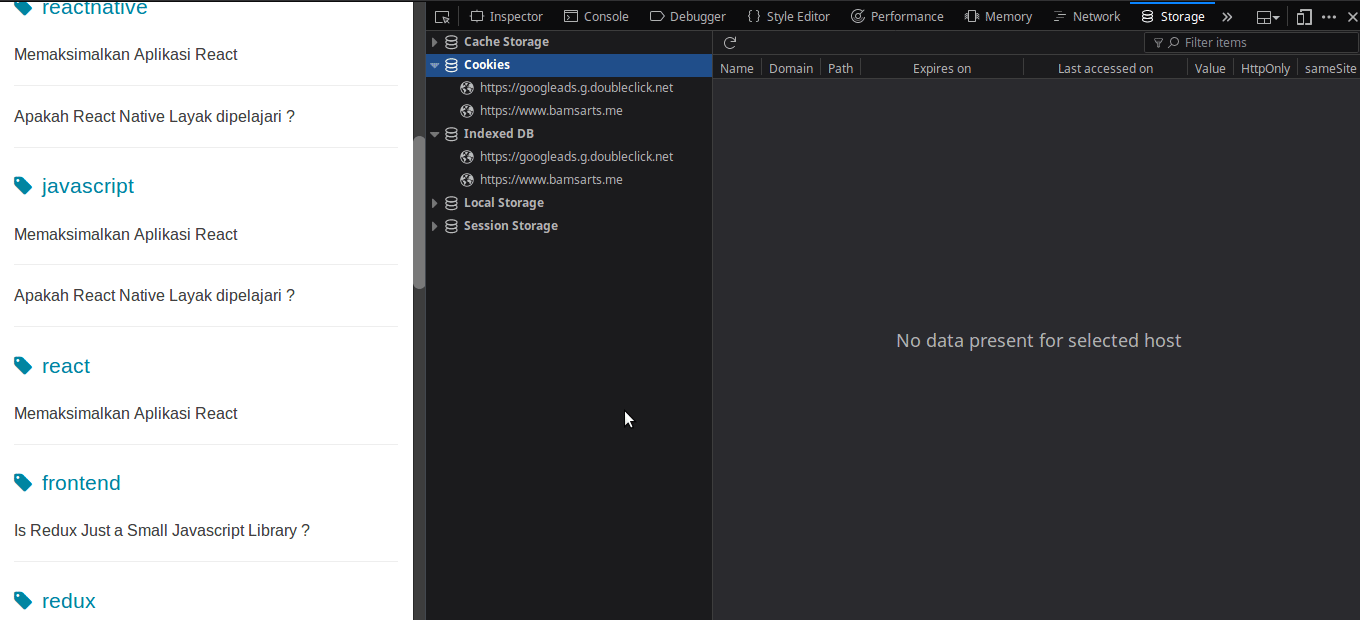 reactnative
Memaksimalkan Aplikasi React
Apakah React Native Layak dipelajari ?
javascript
Memaksimalkan Aplikasi React
Apakah React Native Layak dipelajari ?
react
Memaksimalkan Aplikasi React
frontend
Is Redux Just a Small Javascript Library ?
redux
Inspector Console Debugger Style Editor Performance Memory Network Storage
Cache Storage
Cookies
https://googleads.g.doubleclick.net
https://www.bamsarts.me
Indexed DB
https://googleads.g.doubleclick.net
https://www.bamsarts.me
Local Storage
Session Storage
Filter items
Name Domain Path Expires on Last accessed on Value HttpOnly sameSite
No data present for selected host